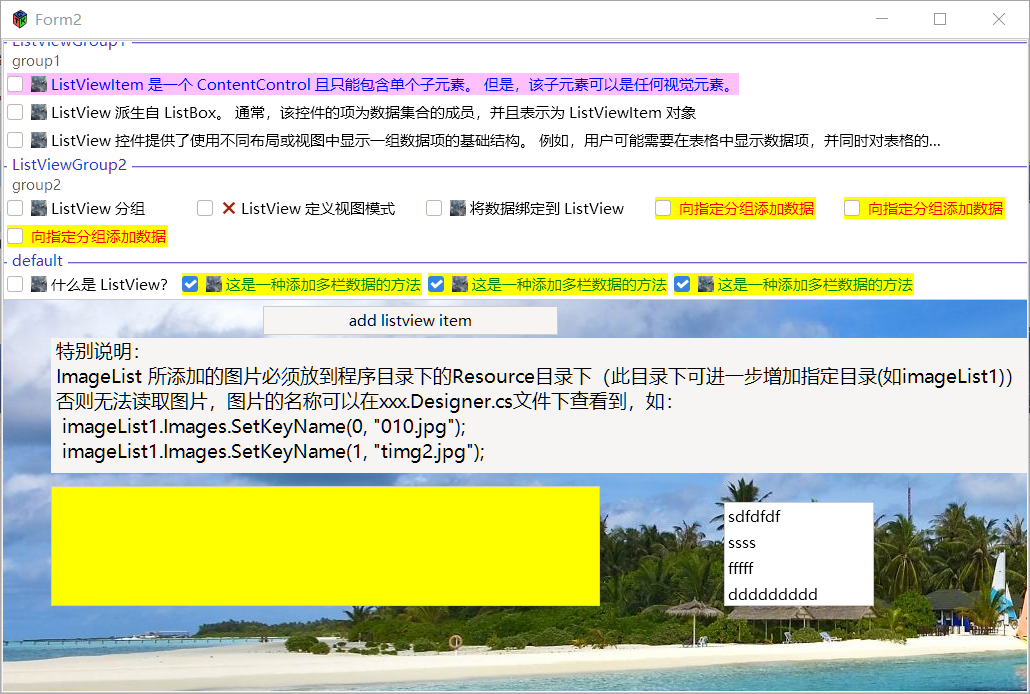 Form2
ListViewGroup1
group1
ListViewItem 是一个 ContentControl 且只能包含单个子元素。 但是，该子元素可以是任何视觉元素。
ListView 派生自 ListBox。 通常，该控件的项为数据集合的成员，并且表示为 ListViewItem 对象
ListView 控件提供了使用不同布局或视图中显示一组数据项的基础结构。 例如，用户可能需要在表格中显示数据项，并同时对表格的...
ListViewGroup2
group2
ListView 分组 ListView 定义视图模式 将数据绑定到 ListView 向指定分组添加数据 向指定分组添加数据
向指定分组添加数据
default
什么是 ListView? 这是一种添加多栏数据的方法 这是一种添加多栏数据的方法 这是一种添加多栏数据的方法
add listview item
特别说明：
ImageList 所添加的图片必须放到程序目录下的Resource目录下（此目录下可进一步增加指定目录(如imageList1)）
否则无法读取图片，图片的名称可以在xxx.Designer.cs文件下查看到，如：
imageList1.Images.SetKeyName(0, "010.jpg");
imageList1.Images.SetKeyName(1, "timg2.jpg");
sdfdfdf
ssss
fffff
ddddddddd